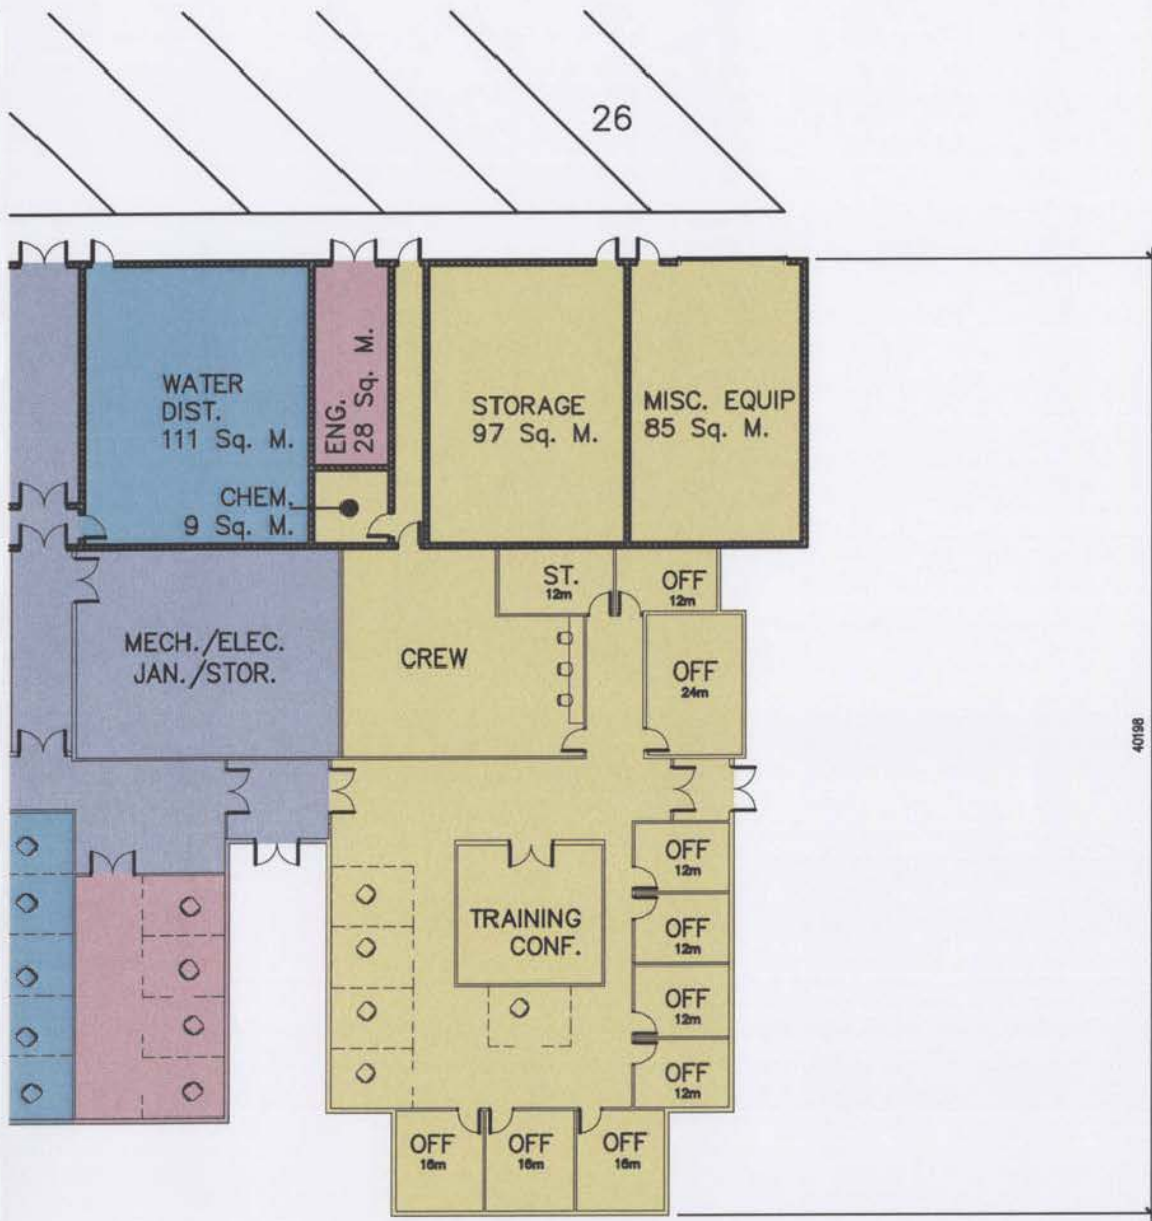 26
WATER
DIST.
111 Sq. M.
ENG.
28 Sq. M.
STORAGE
97 Sq. M.
MISC. EQUIP
85 Sq. M.
CHEM.
9 Sq. M.
ST.
12m
OFF
12m
MECH./ELEC.
JAN./STOR.
CREW
OFF
24m
40198
OFF
12m
TRAINING
CONF.
OFF
12m
OFF
12m
OFF
12m
OFF
16m
OFF
16m
OFF
16m